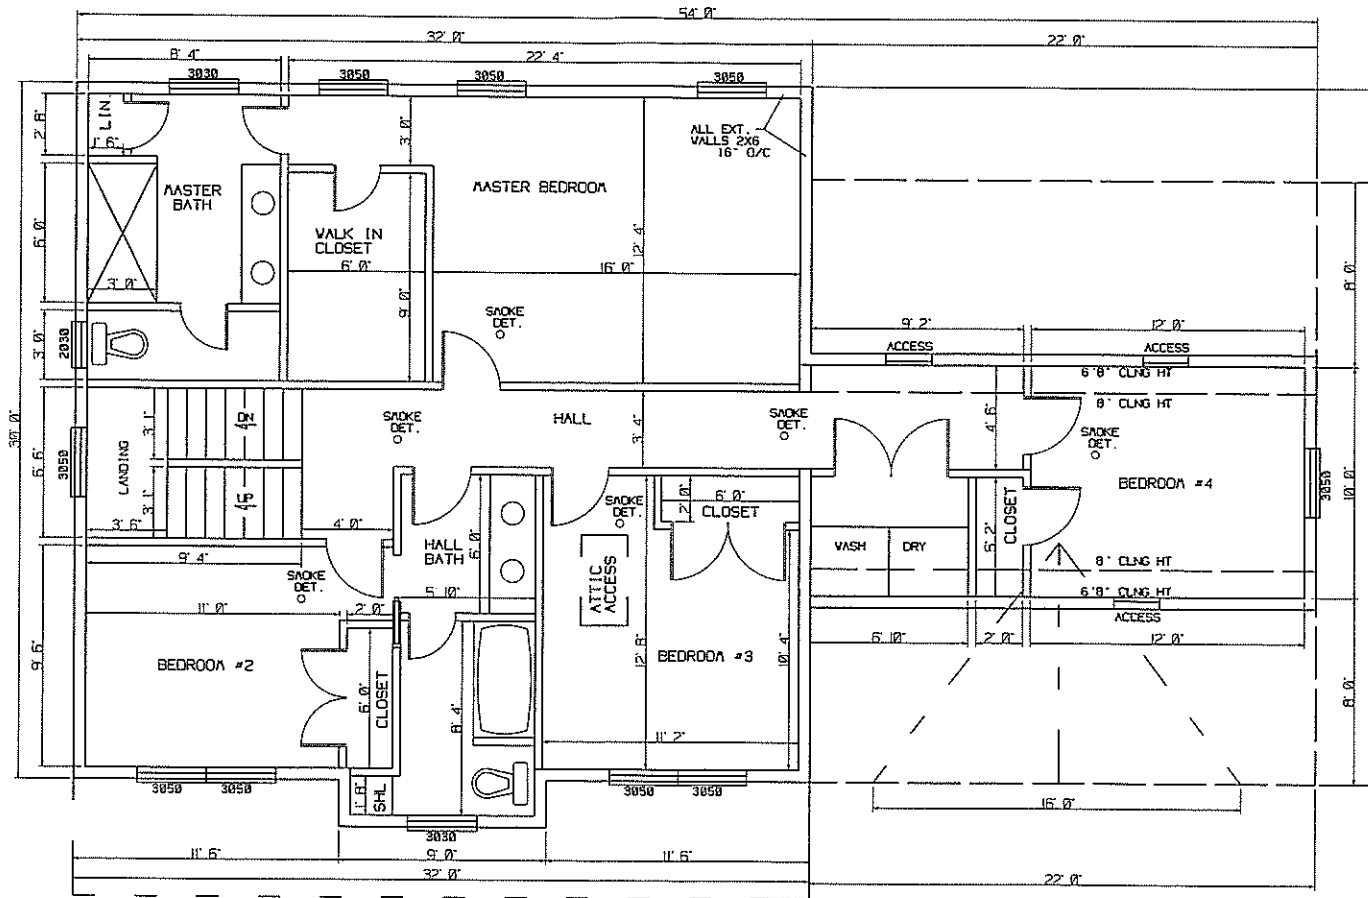 54' 0"
32' 0"
22' 0"
8' 4"
22' 4"
3030
3050
3050
3050
LIN.
2' 8"
1' 6"
3' 0"
ALL EXT.
WALLS 2X6
16" O/C
MASTER
BATH
MASTER BEDROOM
WALK IN
CLOSET
6' 0"
6' 0"
12' 4"
16' 0"
3' 0"
9' 0"
8' 0"
SMOKE
DET.
3' 0"
2030
9' 2"
12' 0"
ACCESS
ACCESS
6'8" CLNG HT
8' CLNG HT
30' 0"
6' 6"
3050
LANDING
3' 1"
3' 1"
DN
UP
SMOKE
DET.
HALL
3' 4"
SMOKE
DET.
4' 6"
SMOKE
DET.
BEDROOM #4
3050
10' 0"
3' 6"
4' 0"
9' 4"
HALL
BATH
6' 0"
SMOKE
DET.
2' 0"
6' 0"
CLOSET
CLOSET
5' 2"
WASH
DRY
8' CLNG HT
6'8" CLNG HT
ACCESS
SMOKE
DET.
5' 10"
ATTIC
ACCESS
11' 0"
2' 0"
6' 10"
2' 0"
12' 0"
9' 6"
BEDROOM #2
6' 0"
CLOSET
8' 4"
12' 8"
BEDROOM #3
10' 4"
8' 0"
11' 2"
3050
3050
1' 8"
SHL
3050
3050
16' 0"
3030
11' 6"
9' 0"
11' 6"
32' 0"
22' 0"